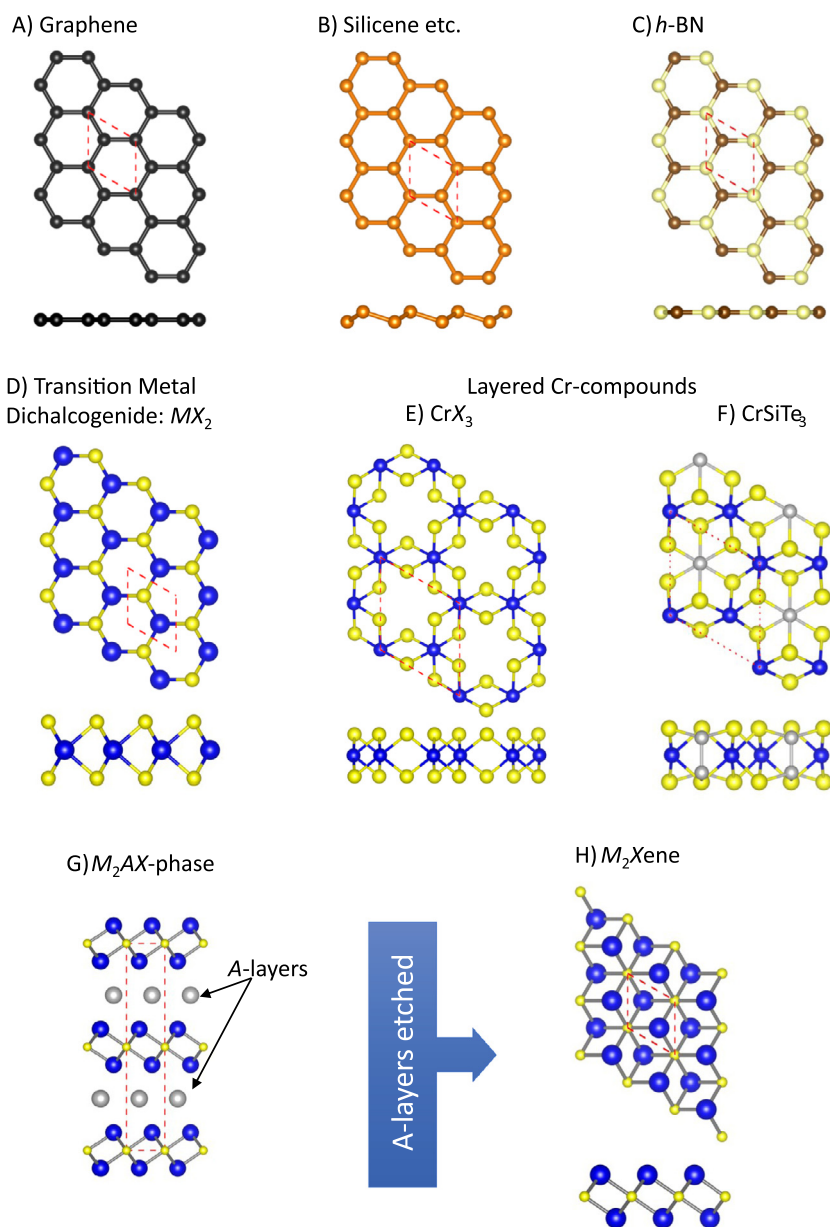 A) Graphene
B) Silicene etc.
C) h-BN
D) Transition Metal
Dichalcogenide: MX₂
Layered Cr-compounds
E) CrX₃
F) CrSiTe₃
G) M₂AX-phase
A-layers
A-layers etched
H) M₂Xene